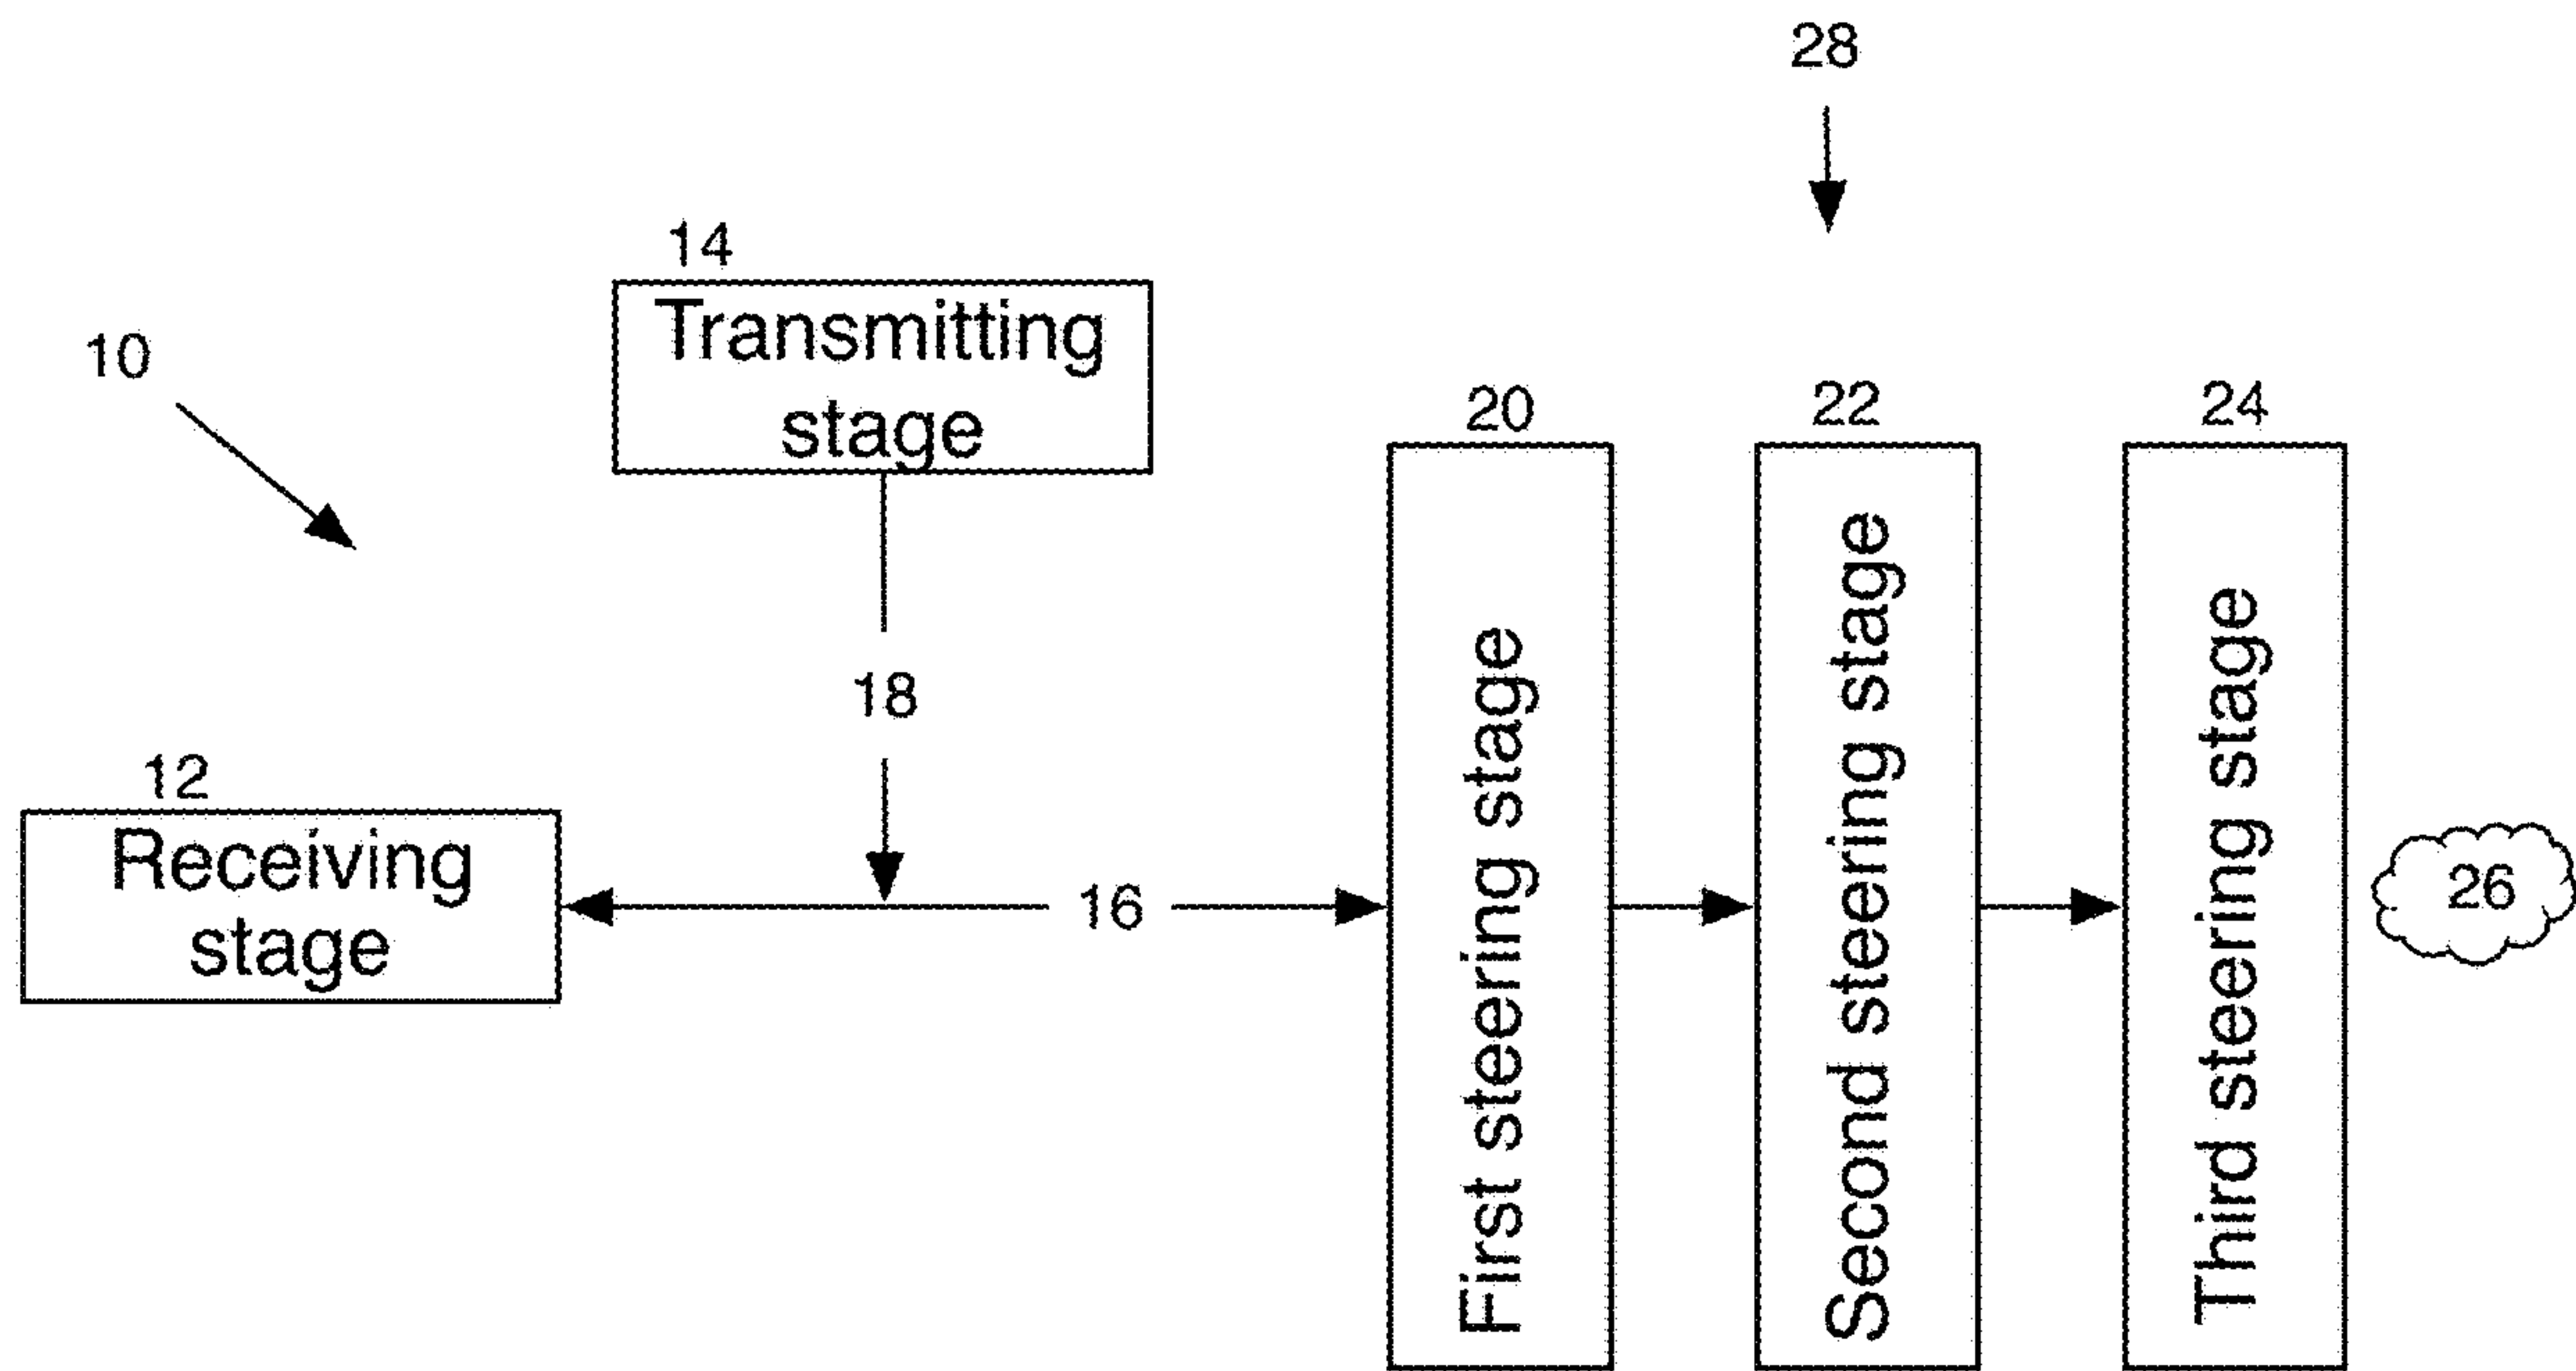 28
14
Transmitting
stage
10
20
22
24
18
12
Receiving
stage
16
First steering stage
Second steering stage
Third steering stage
26